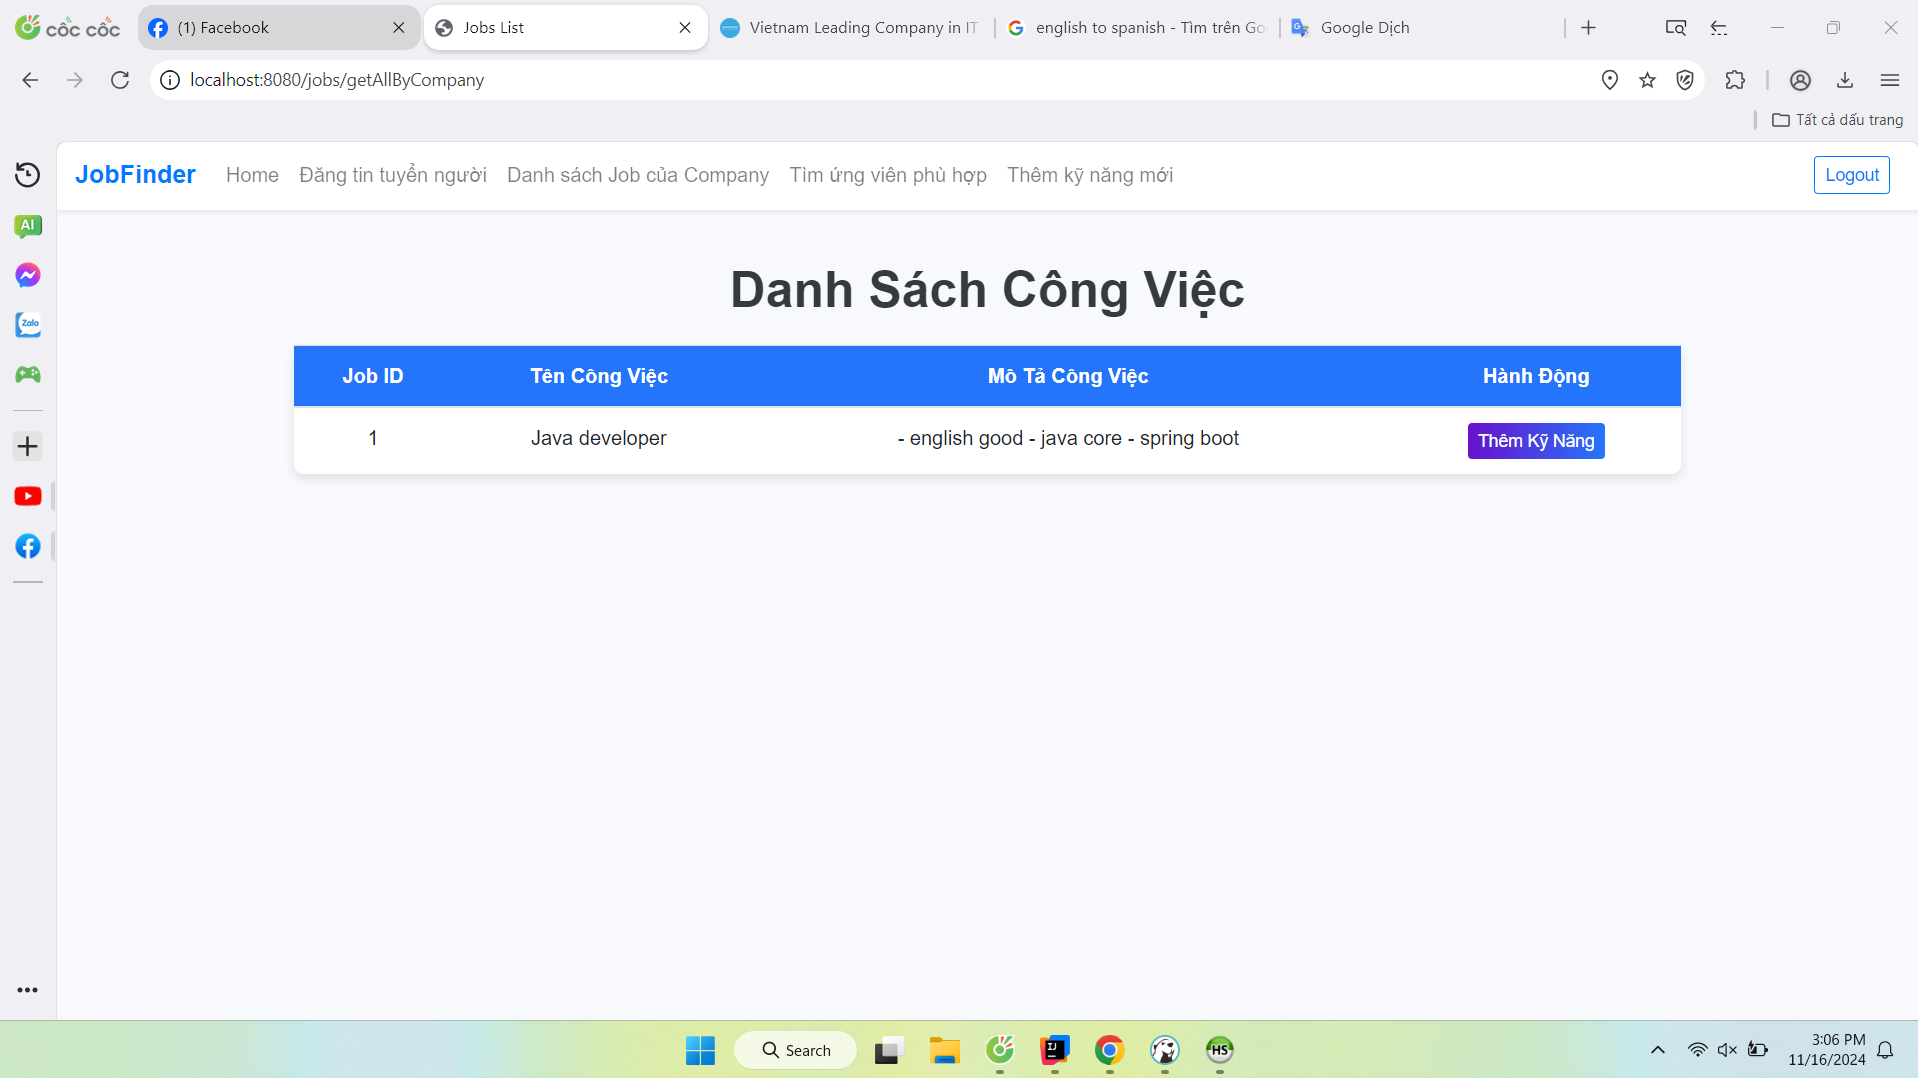 cốc cốc
(1) Facebook
Jobs List
Vietnam Leading Company in IT
english to spanish - Tìm trên Go
Google Dịch
localhost:8080/jobs/getAllByCompany
Tất cả dấu trang
JobFinder
Home
Đăng tin tuyển người
Danh sách Job của Company
Tìm ứng viên phù hợp
Thêm kỹ năng mới
Logout
AI
Zalo
Danh Sách Công Việc
Job ID
Tên Công Việc
Mô Tả Công Việc
Hành Động
1
Java developer
- english good - java core - spring boot
Thêm Kỹ Năng
Search
IJ
HS
3:06 PM
11/16/2024